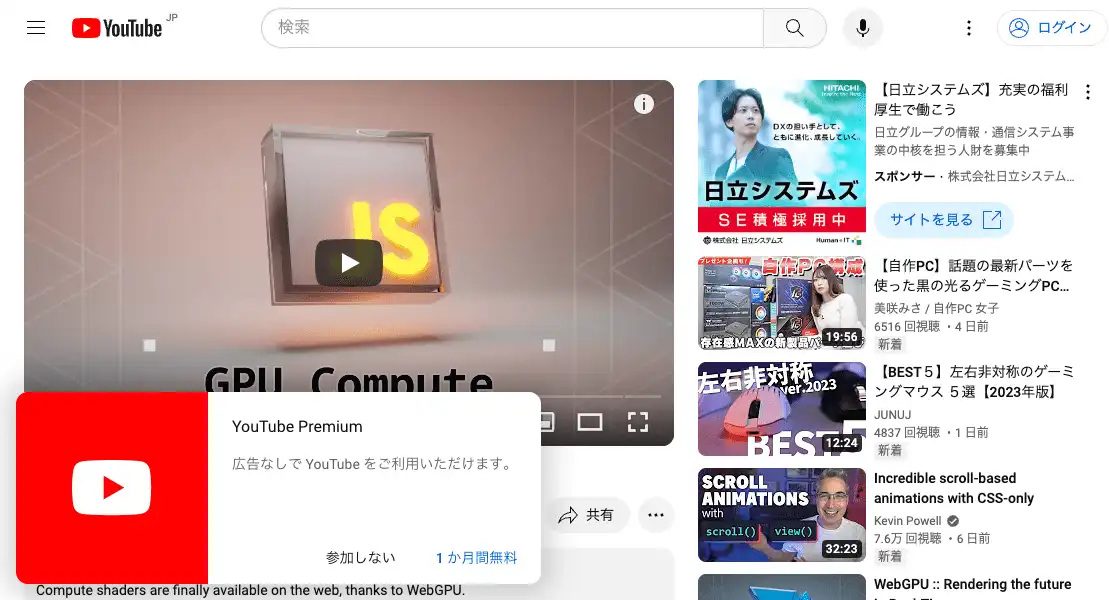 YouTube JP
検索
ログイン
JS
GPU Compute
YouTube Premium
広告なしで YouTube をご利用いただけます。
参加しない
1 か月間無料
共有
Compute shaders are finally available on the web, thanks to WebGPU.
HITACHI
Inspire the Next
DXの担い手として、
ともに進化、成長していく。
日立システムズ
SE積極採用中
株式会社 日立システムズ
Human*IT
【日立システムズ】充実の福利
厚生で働こう
日立グループの情報・通信システム事
業の中核を担う人財を募集中
スポンサー・株式会社日立システム...
サイトを見る
プレゼント企画も!
自作PC構成
存在感MAXの新製品パ
19:56
【自作PC】話題の最新パーツを
使った黒の光るゲーミングPC...
美咲みさ / 自作PC 女子
6516 回視聴 ・4 日前
新着
左右非対称
ver.2023
BEST5
12:24
【BEST５】左右非対称のゲーミ
ングマウス ５選【2023年版】
JUNUJ
4837 回視聴 ・1 日前
新着
SCROLL
ANIMATIONS
with
scroll() view()
32:23
Incredible scroll-based
animations with CSS-only
Kevin Powell
7.6万 回視聴 ・6 日前
新着
WebGPU :: Rendering the future